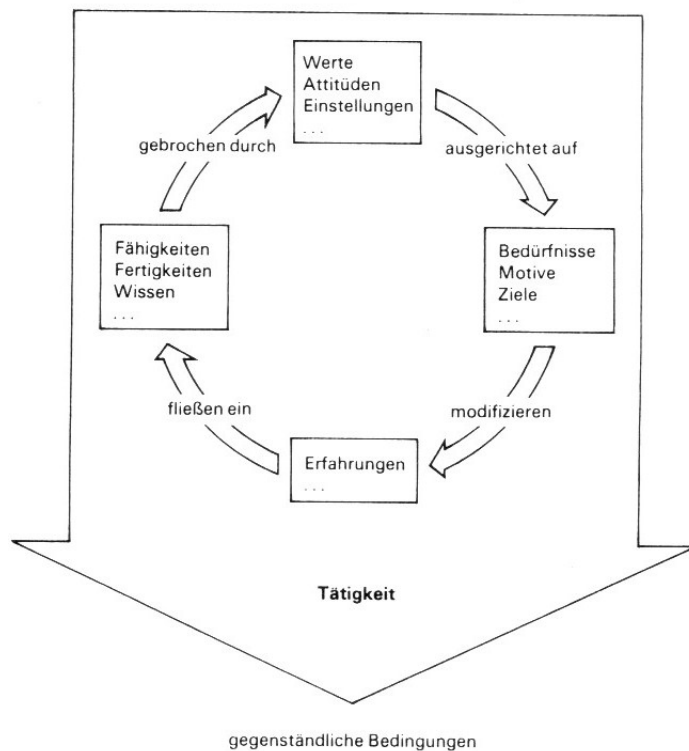 Werte
Attitüden
Einstellungen
...
gebrochen durch
ausgerichtet auf
Fähigkeiten
Fertigkeiten
Wissen
...
Bedürfnisse
Motive
Ziele
...
fließen ein
modifizieren
Erfahrungen
...
Tätigkeit
gegenständliche Bedingungen